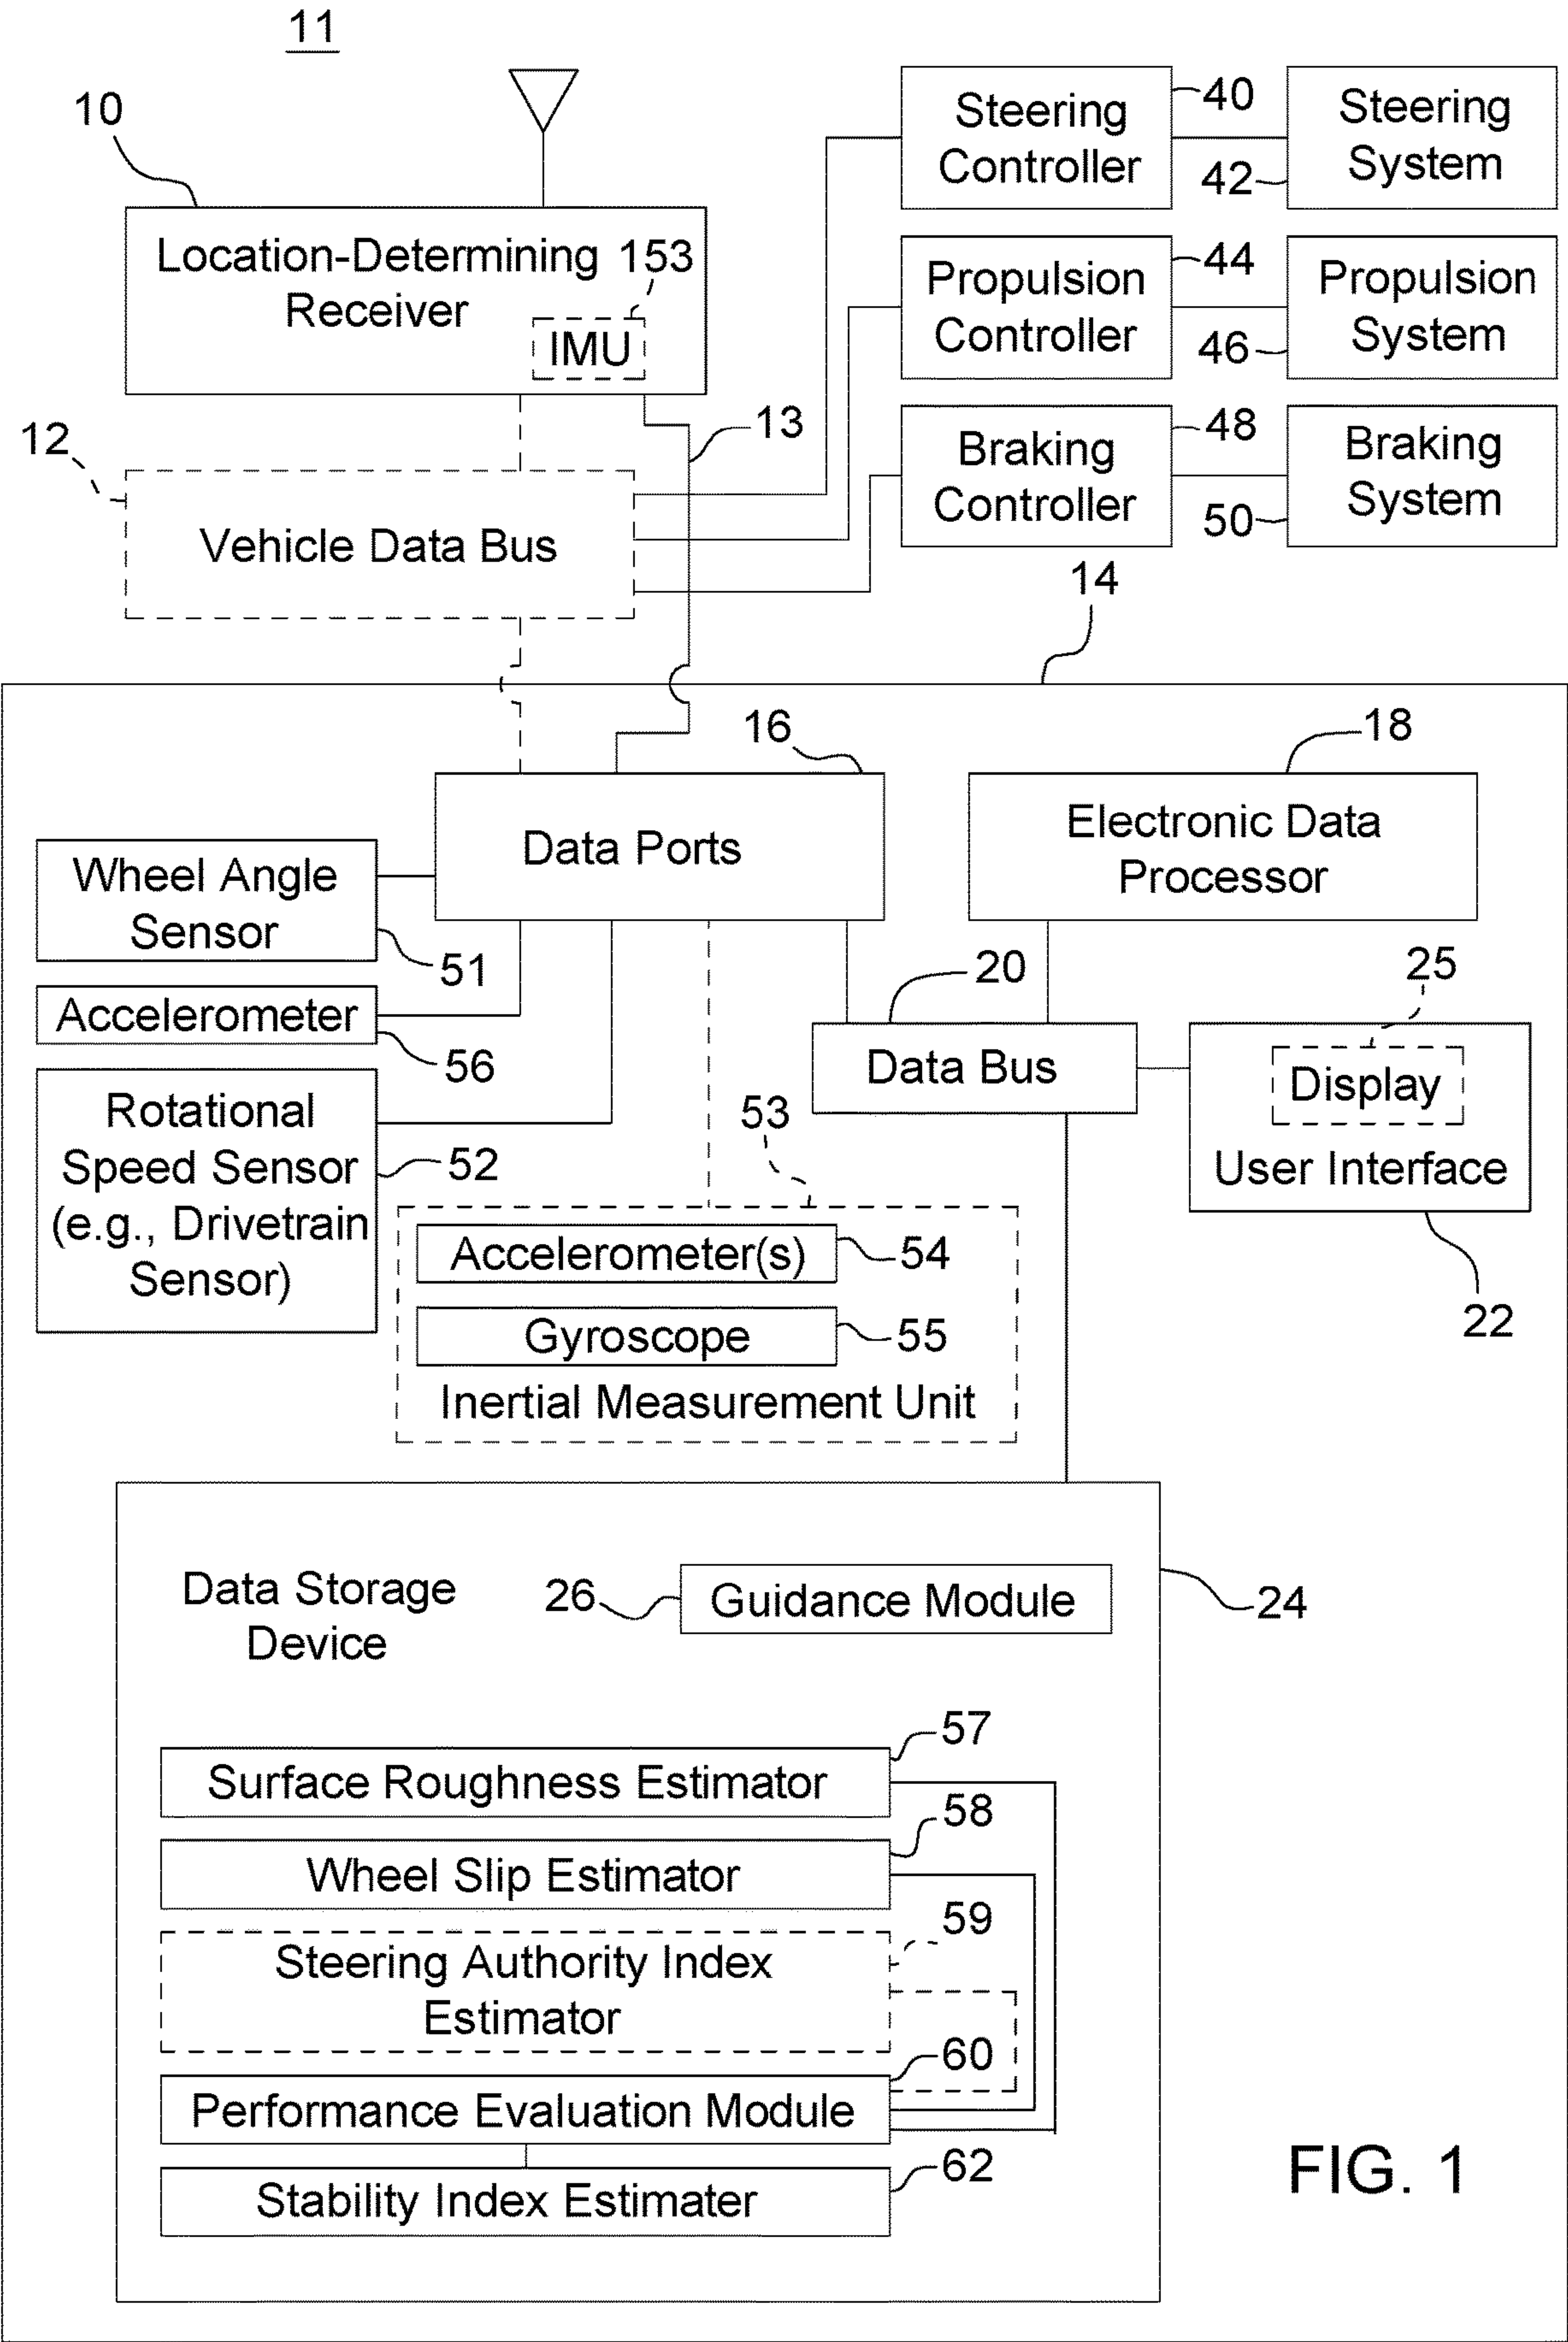 11
10
Location-Determining
Receiver
153
IMU
40
Steering
Controller
42
Steering
System
44
Propulsion
Controller
46
Propulsion
System
12
Vehicle Data Bus
13
48
Braking
Controller
50
Braking
System
14
16
Data Ports
18
Electronic Data
Processor
Wheel Angle
Sensor
51
Accelerometer
56
Rotational
Speed Sensor
(e.g., Drivetrain
Sensor)
52
20
Data Bus
25
Display
User Interface
22
53
Accelerometer(s)
54
Gyroscope
55
Inertial Measurement Unit
Data Storage
Device
26
Guidance Module
24
57
Surface Roughness Estimator
58
Wheel Slip Estimator
59
Steering Authority Index
Estimator
60
Performance Evaluation Module
62
Stability Index Estimater
FIG. 1